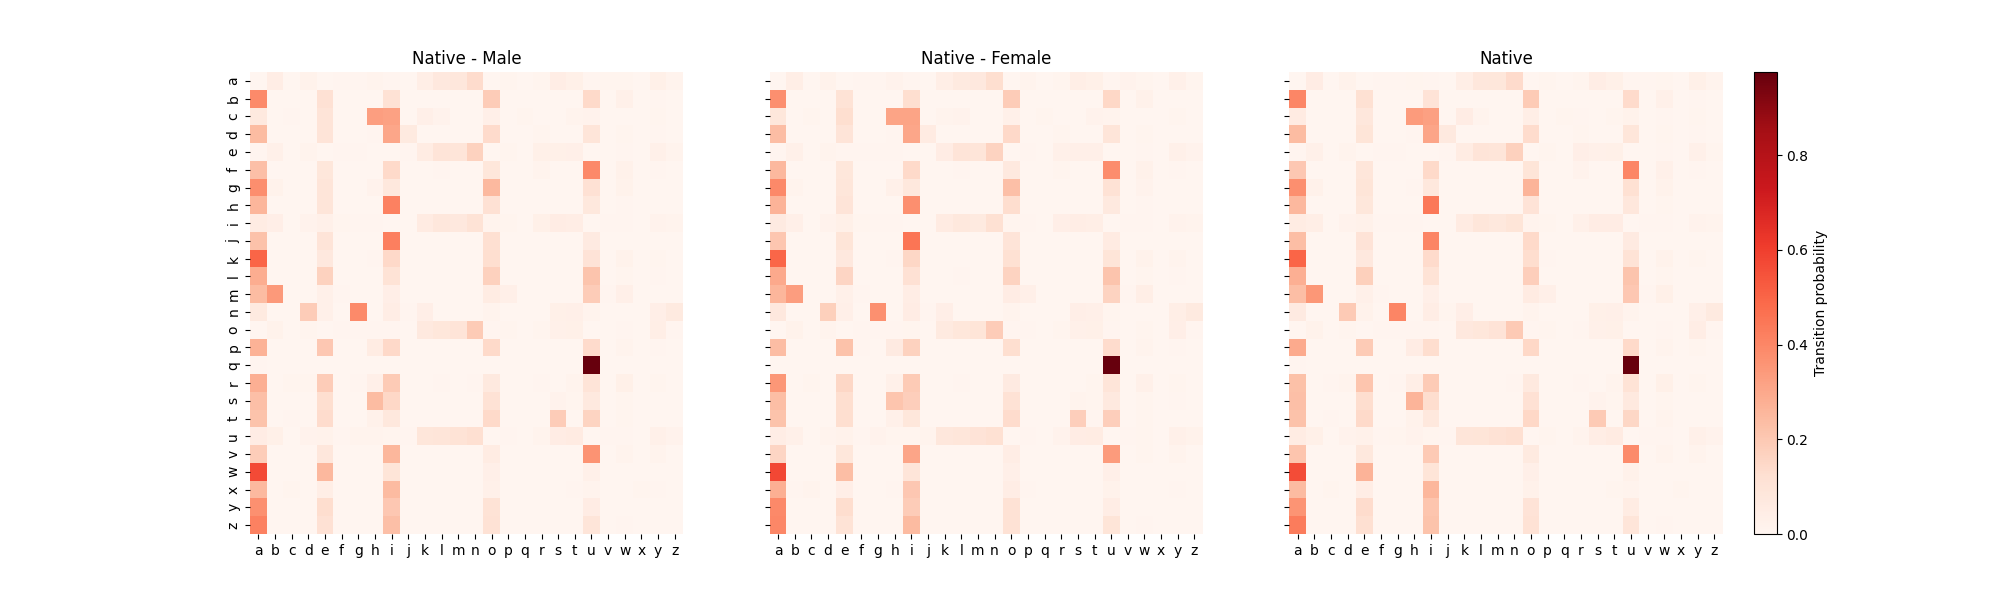 Native - Male
Native - Female
Native
a
b
c
d
e
f
g
h
i
j
k
l
m
n
o
p
q
r
s
t
u
v
w
x
y
z
a b c d e f g h i j k l m n o p q r s t u v w x y z
a b c d e f g h i j k l m n o p q r s t u v w x y z
a b c d e f g h i j k l m n o p q r s t u v w x y z
0.8
0.6
0.4
0.2
0.0
Transition probability